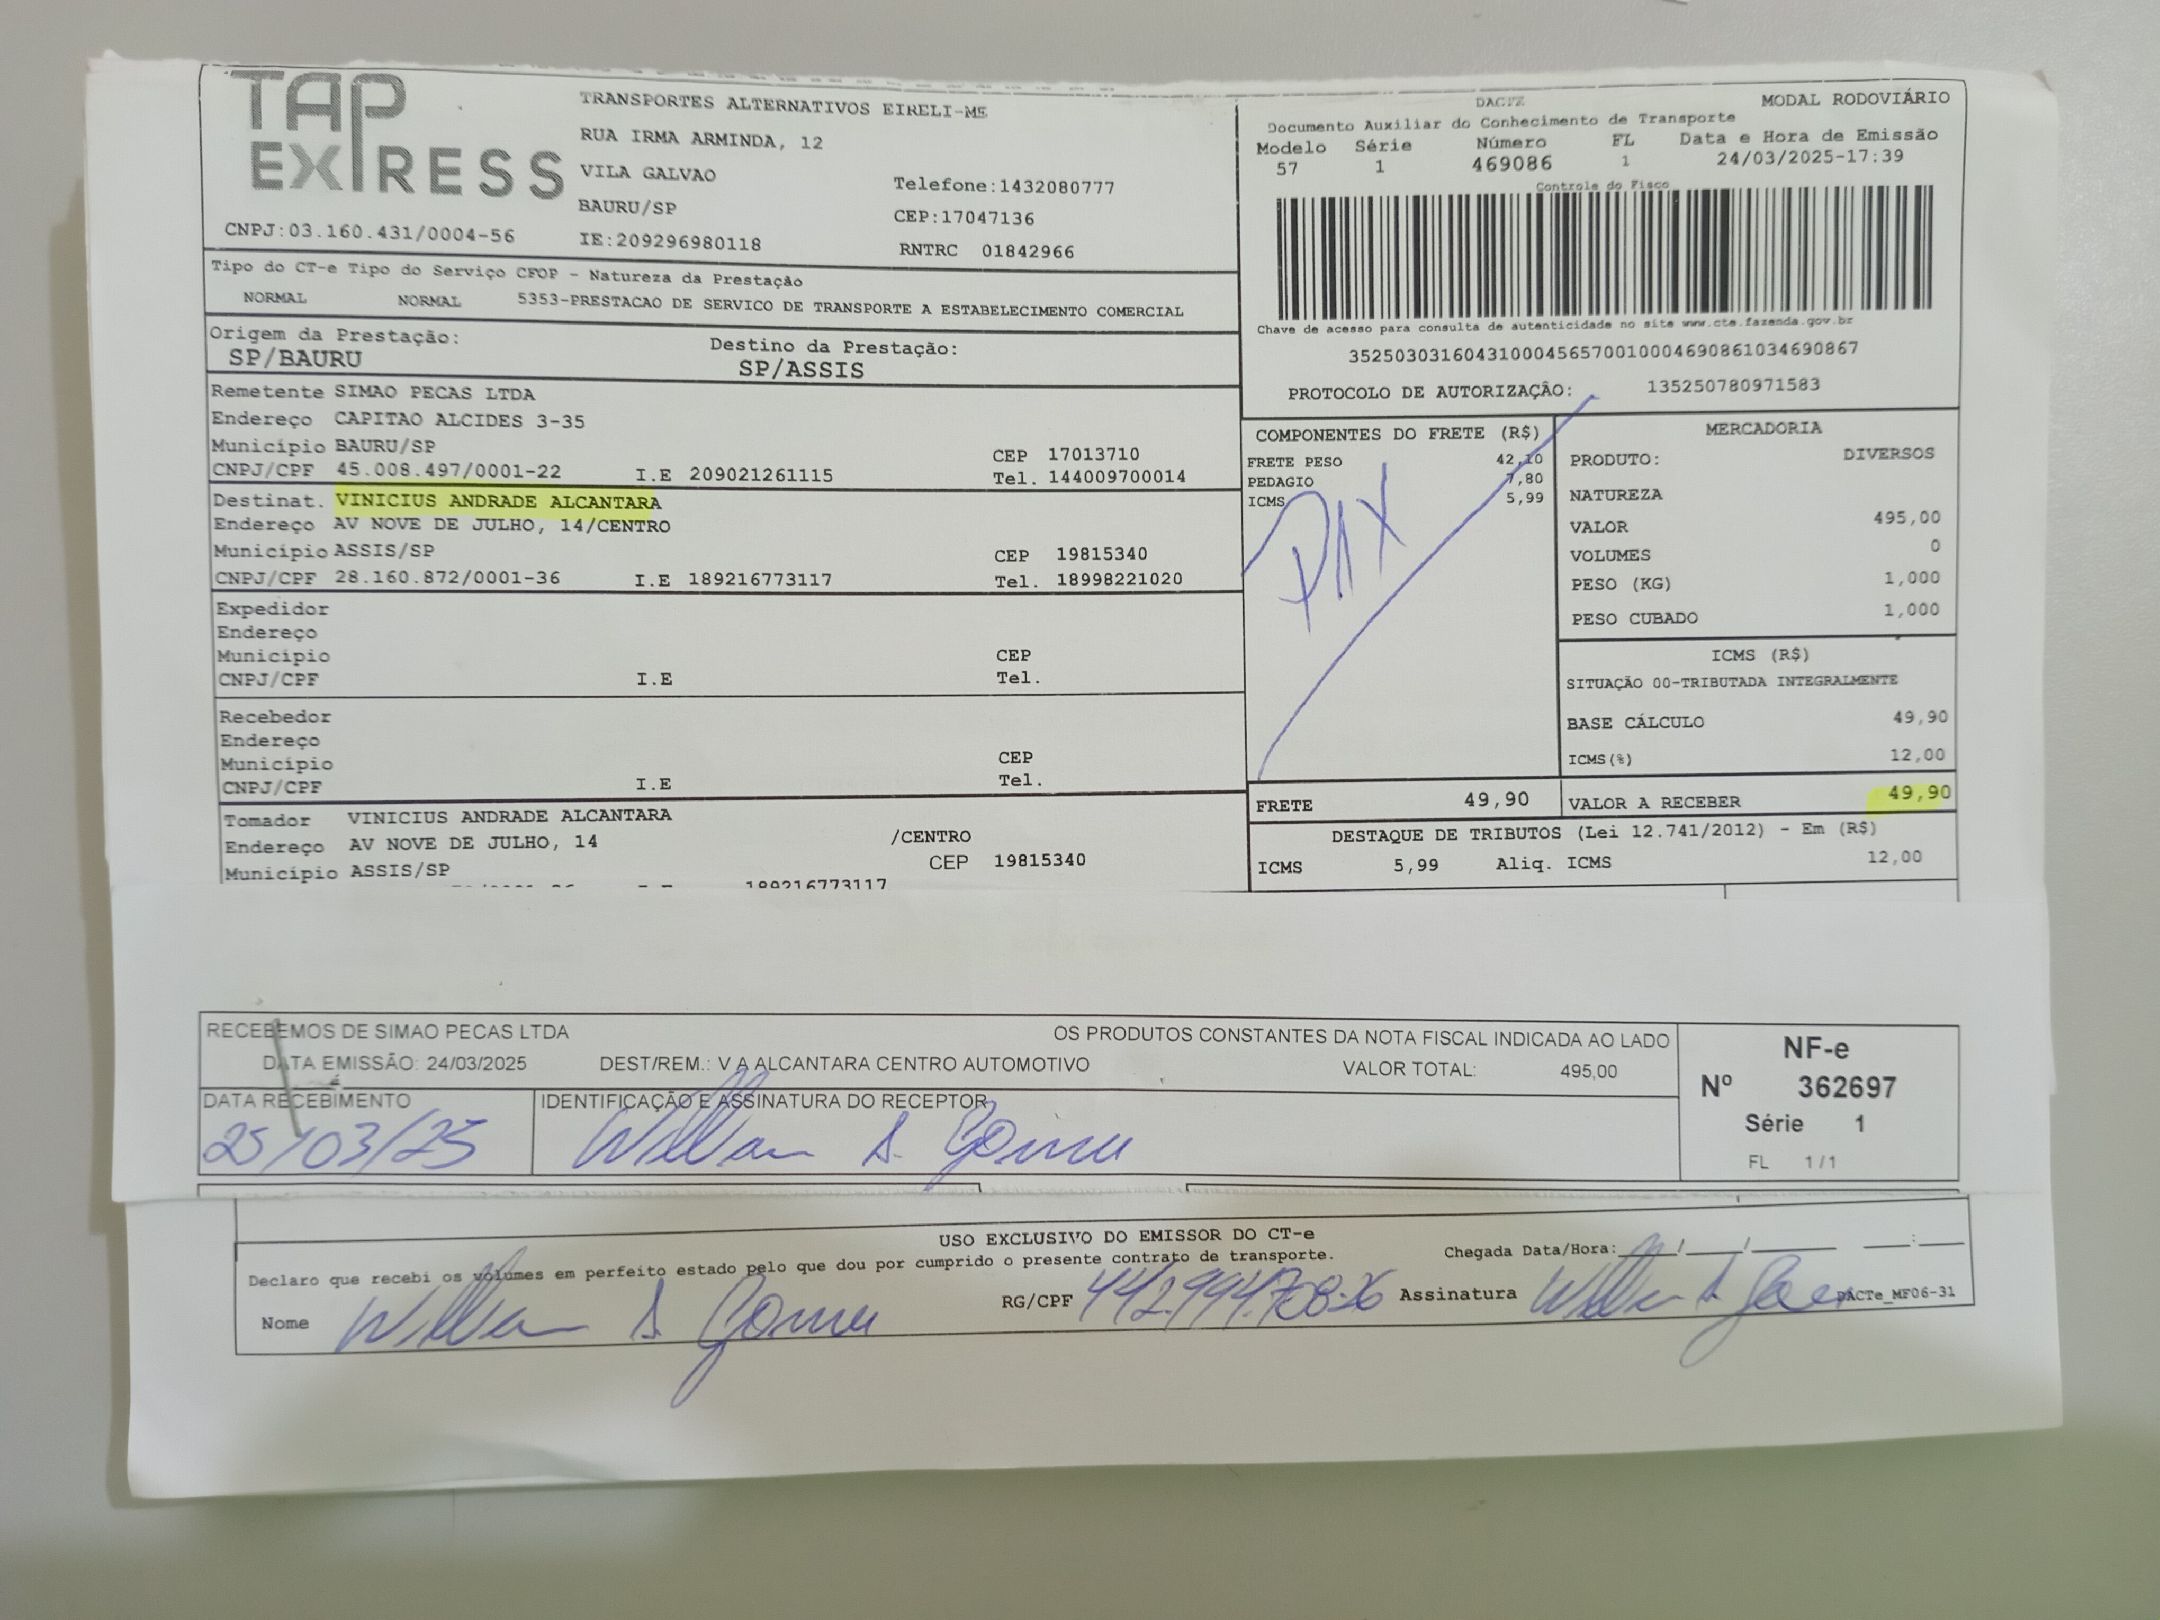 TAP EXPRESS
TRANSPORTES ALTERNATIVOS EIRELI-ME
RUA IRMA ARMINDA, 12
VILA GALVAO
Telefone:1432080777
BAURU/SP
CEP:17047136
CNPJ:03.160.431/0004-56
IE:209296980118
RNTRC 01842966
DACTE
MODAL RODOVIÁRIO
Documento Auxiliar do Conhecimento de Transporte
Modelo Série Número FL Data e Hora de Emissão
57 1 469086 1 24/03/2025-17:39
Controle do Fisco
Chave de acesso para consulta de autenticidade no site www.cte.fazenda.gov.br
35250303160431000456570010004690861034690867
PROTOCOLO DE AUTORIZAÇÃO: 135250780971583
Tipo do CT-e Tipo do Serviço CFOP - Natureza da Prestação
NORMAL NORMAL 5353-PRESTACAO DE SERVICO DE TRANSPORTE A ESTABELECIMENTO COMERCIAL
Origem da Prestação: Destino da Prestação:
SP/BAURU SP/ASSIS
Remetente SIMAO PECAS LTDA
Endereço CAPITAO ALCIDES 3-35
Município BAURU/SP CEP 17013710
CNPJ/CPF 45.008.497/0001-22 I.E 209021261115 Tel. 144009700014
Destinat. VINICIUS ANDRADE ALCANTARA
Endereço AV NOVE DE JULHO, 14/CENTRO
Município ASSIS/SP CEP 19815340
CNPJ/CPF 28.160.872/0001-36 I.E 189216773117 Tel. 18998221020
Expedidor
Endereço
Município CEP
CNPJ/CPF I.E Tel.
Recebedor
Endereço
Município CEP
CNPJ/CPF I.E Tel.
Tomador VINICIUS ANDRADE ALCANTARA
Endereço AV NOVE DE JULHO, 14 /CENTRO
Município ASSIS/SP CEP 19815340
189216773117
COMPONENTES DO FRETE (R$)
FRETE PESO 42,10
PEDAGIO 7,80
ICMS 5,99
MERCADORIA
PRODUTO: DIVERSOS
NATUREZA
VALOR 495,00
VOLUMES 0
PESO (KG) 1,000
PESO CUBADO 1,000
ICMS (R$)
SITUAÇÃO 00-TRIBUTADA INTEGRALMENTE
BASE CÁLCULO 49,90
ICMS(%) 12,00
FRETE 49,90 VALOR A RECEBER 49,90
DESTAQUE DE TRIBUTOS (Lei 12.741/2012) - Em (R$)
ICMS 5,99 Aliq. ICMS 12,00
RECEBEMOS DE SIMAO PECAS LTDA OS PRODUTOS CONSTANTES DA NOTA FISCAL INDICADA AO LADO
DATA EMISSÃO: 24/03/2025 DEST/REM.: V A ALCANTARA CENTRO AUTOMOTIVO VALOR TOTAL: 495,00
DATA RECEBIMENTO IDENTIFICAÇÃO E ASSINATURA DO RECEPTOR
25/03/25
NF-e
Nº 362697
Série 1
FL 1/1
USO EXCLUSIVO DO EMISSOR DO CT-e
Declaro que recebi os volumes em perfeito estado pelo que dou por cumprido o presente contrato de transporte.
Chegada Data/Hora:
Nome
RG/CPF
Assinatura
DACTe_MF06-31